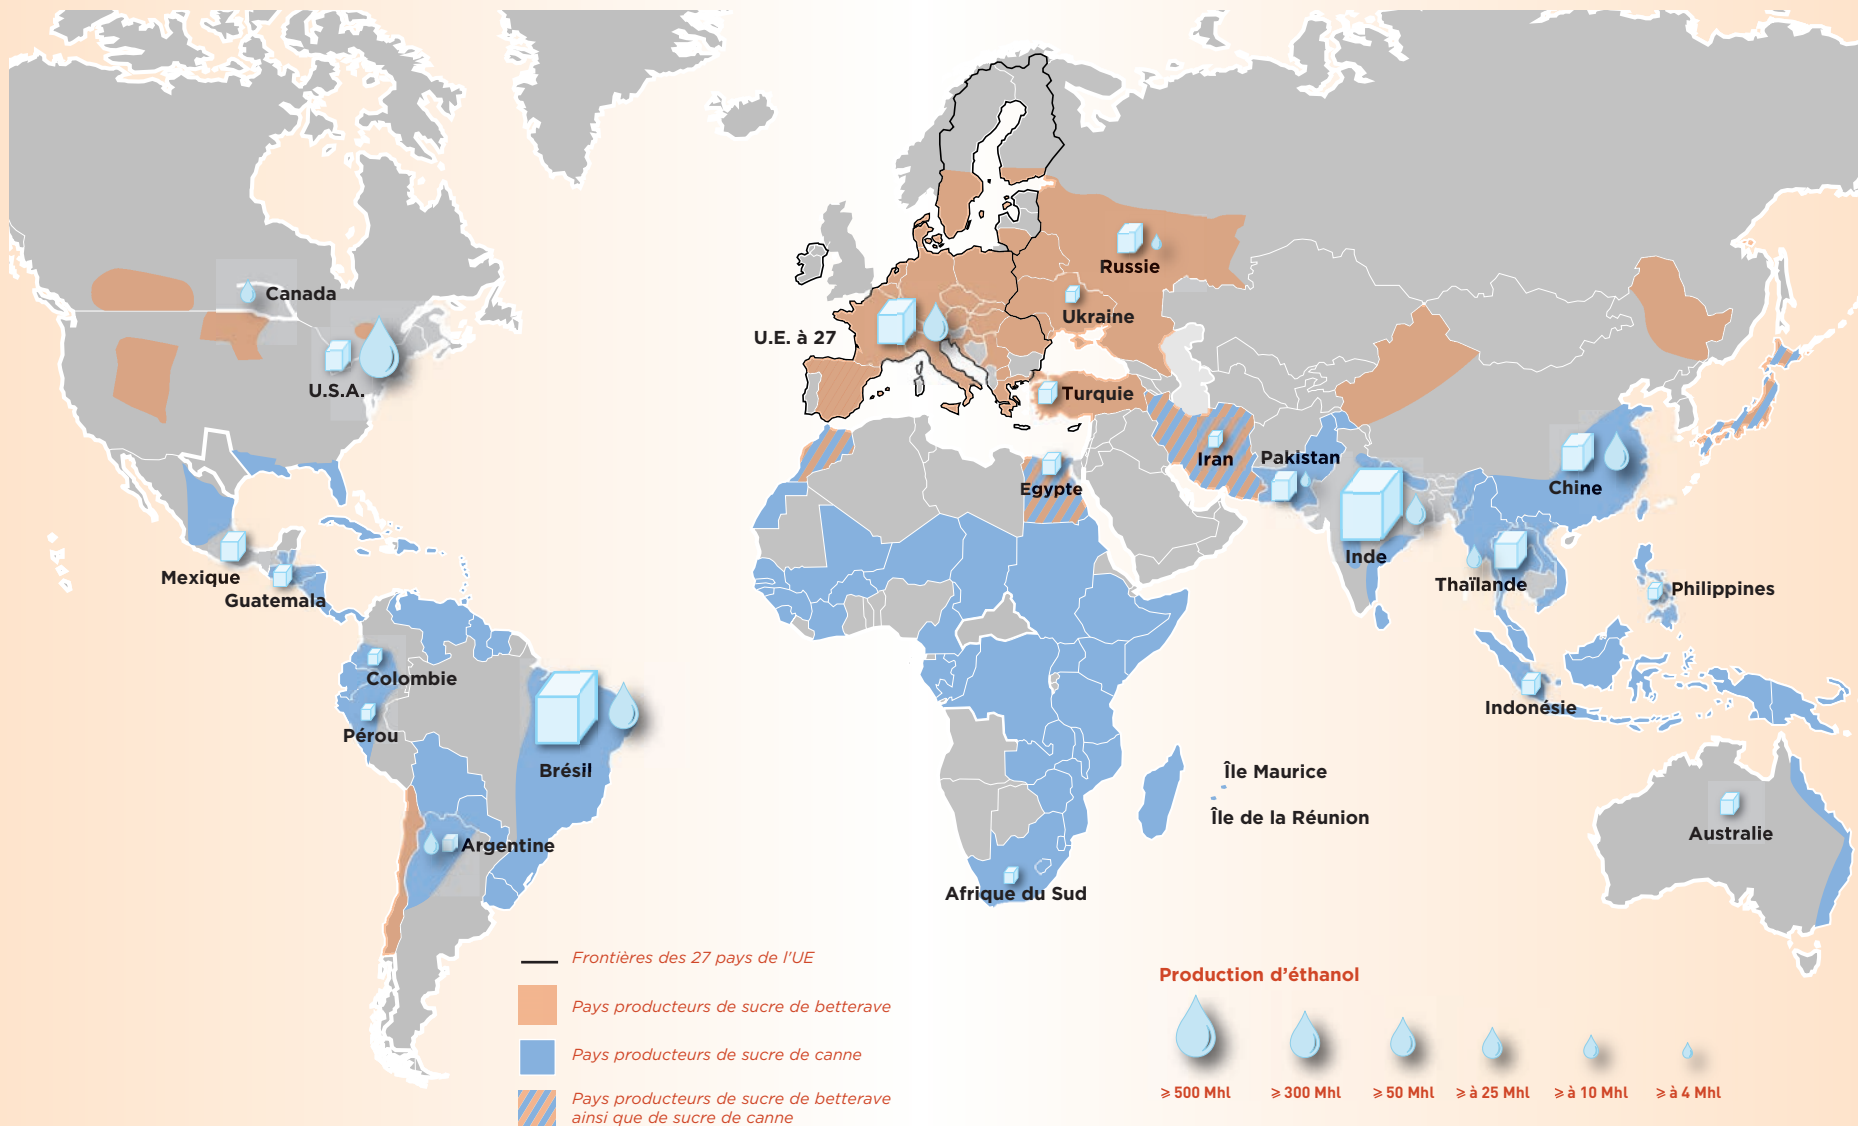 Russie
Canada
Ukraine
U.E. à 27
U.S.A.
Turquie
Pakistan
Iran
Egypte
Chine
Inde
Mexique
Thaïlande
Philippines
Guatemala
Colombie
Indonésie
Pérou
Brésil
Île Maurice
Île de la Réunion
Australie
Argentine
Afrique du Sud
Frontières des 27 pays de l'UE
Pays producteurs de sucre de betterave
Pays producteurs de sucre de canne
Pays producteurs de sucre de betterave
ainsi que de sucre de canne
Production d’éthanol
⩾ 500 Mhl ⩾ 300 Mhl ⩾ 50 Mhl ⩾ à 25 Mhl ⩾ à 10 Mhl ⩾ à 4 Mhl